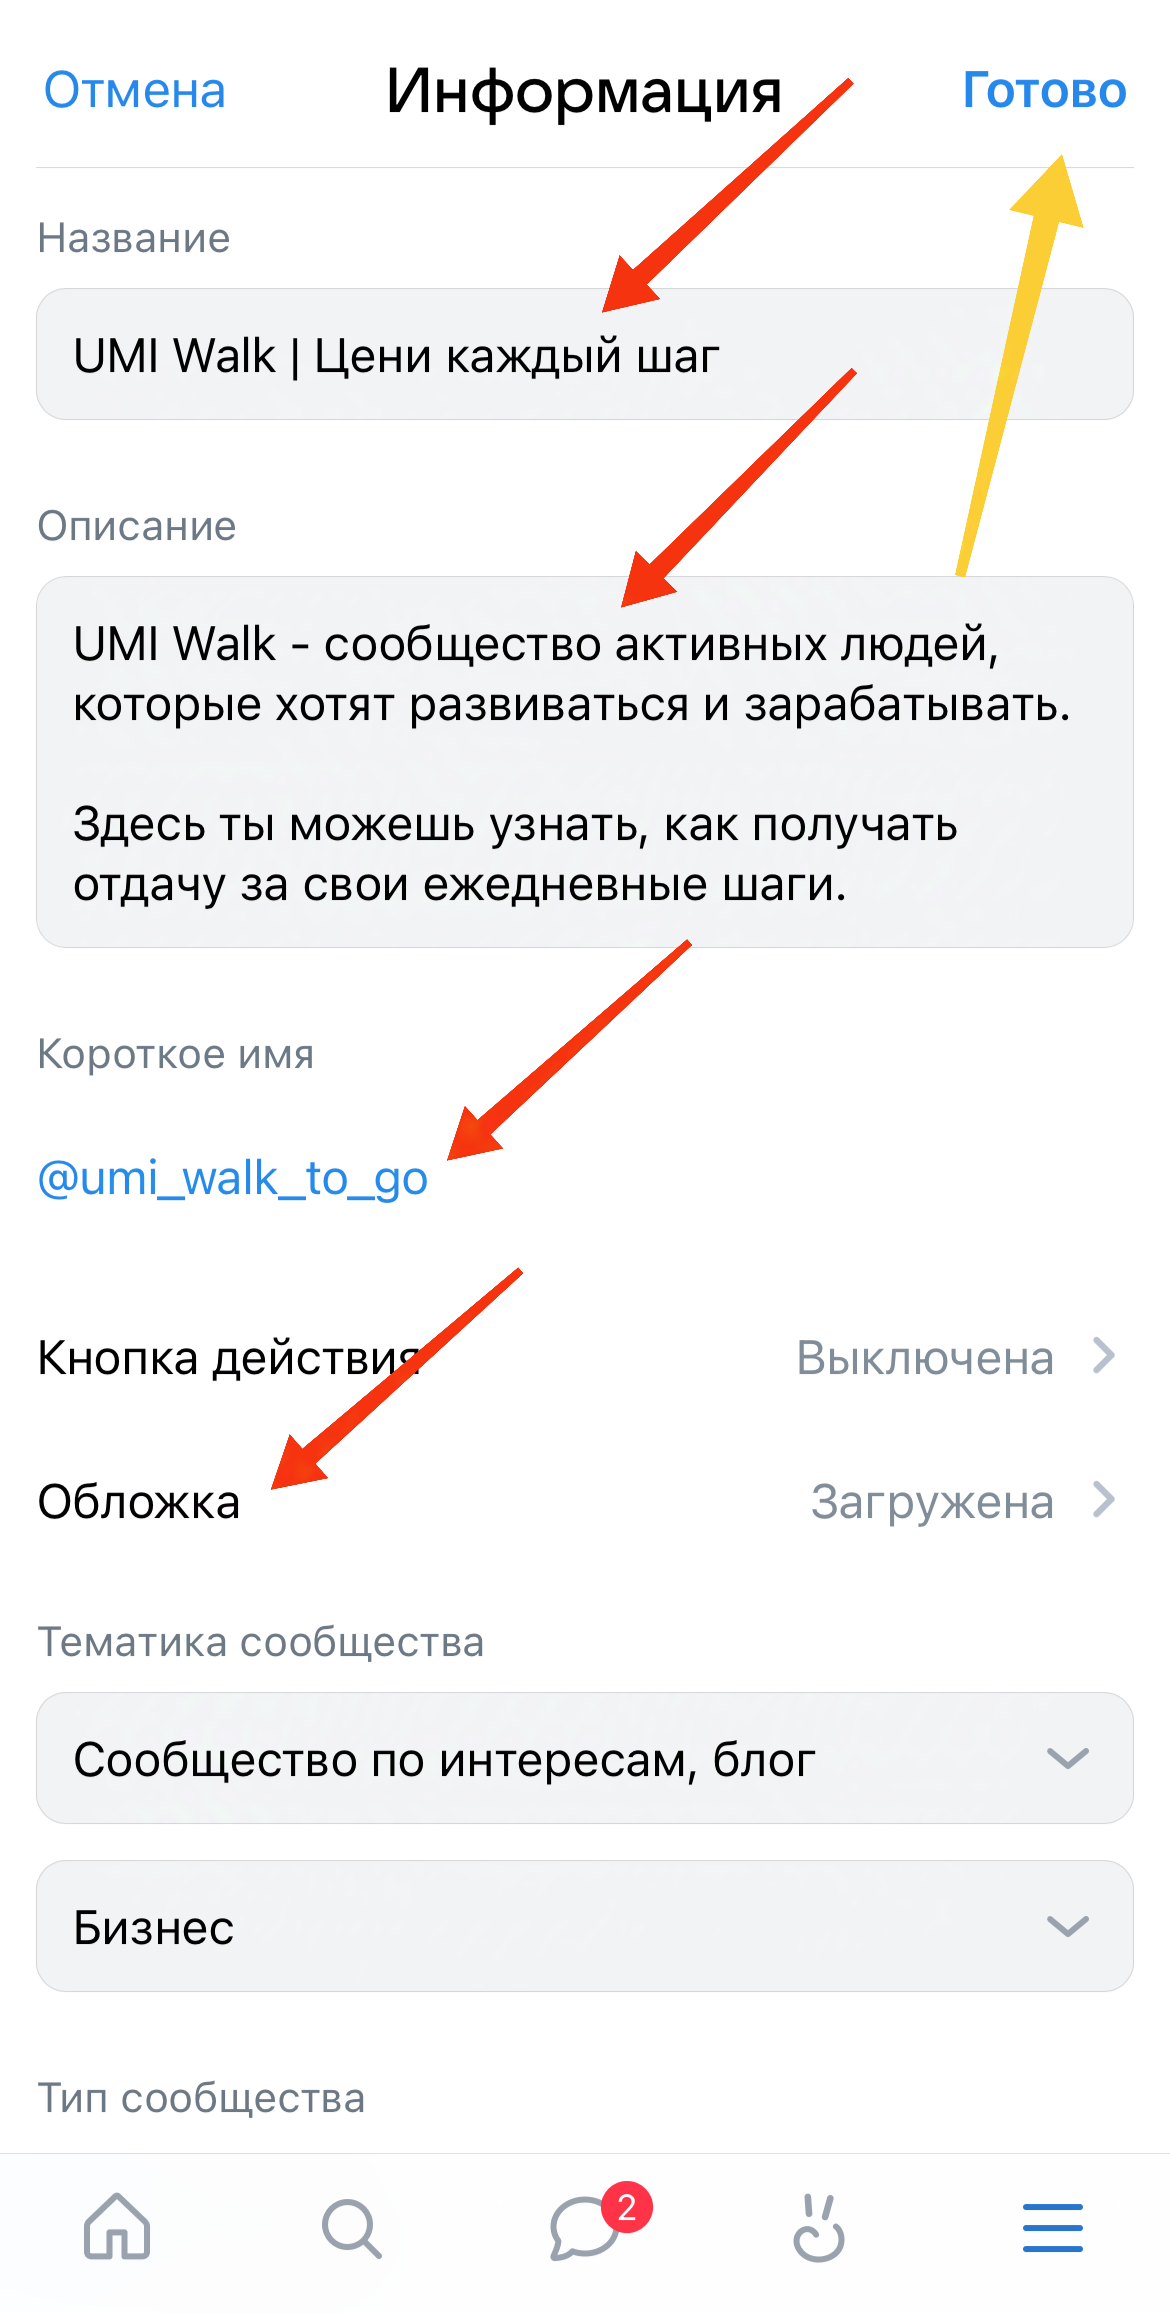 Отмена
Информация
Готово
Название
UMI Walk | Цени каждый шаг
Описание
UMI Walk - сообщество активных людей,
которые хотят развиваться и зарабатывать.
Здесь ты можешь узнать, как получать
отдачу за свои ежедневные шаги.
Короткое имя
@umi_walk_to_go
Кнопка действия
Выключена
Обложка
Загружена
Тематика сообщества
Сообщество по интересам, блог
Бизнес
Тип сообщества
2